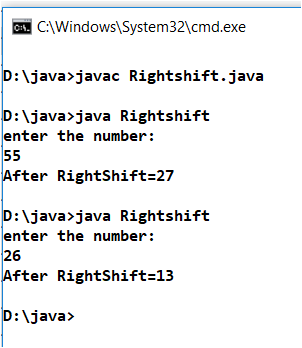 C:\Windows\System32\cmd.exe
D:\java>javac Rightshift.java
D:\java>java Rightshift
enter the number:
55
After RightShift=27
D:\java>java Rightshift
enter the number:
26
After RightShift=13
D:\java>